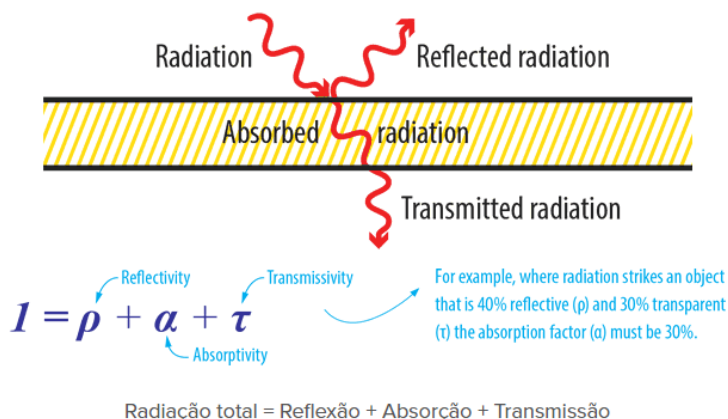 Radiation
Reflected radiation
Absorbed radiation
Transmitted radiation
Reflectivity
Transmissivity
1 = ρ + α + τ
Absorptivity
For example, where radiation strikes an object
that is 40% reflective (ρ) and 30% transparent
(τ) the absorption factor (α) must be 30%.
Radiação total = Reflexão + Absorção + Transmissão